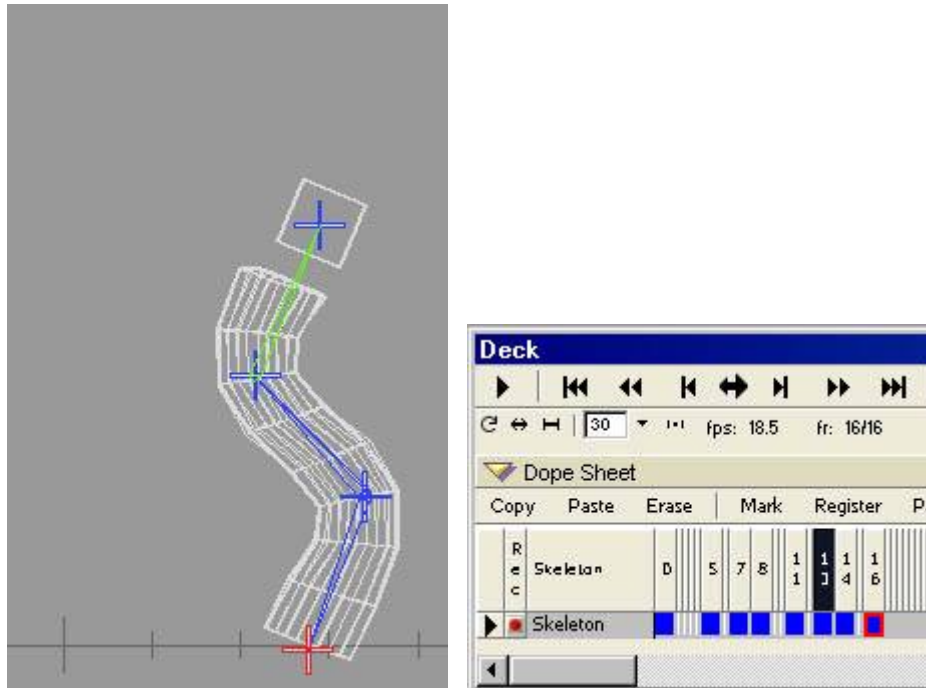 Deck
30 fps: 18.5 fr: 16/16
Dope Sheet
Copy Paste Erase Mark Register P
Rec Skeleton 0 5 7 8 11 13 14 16
Skeleton